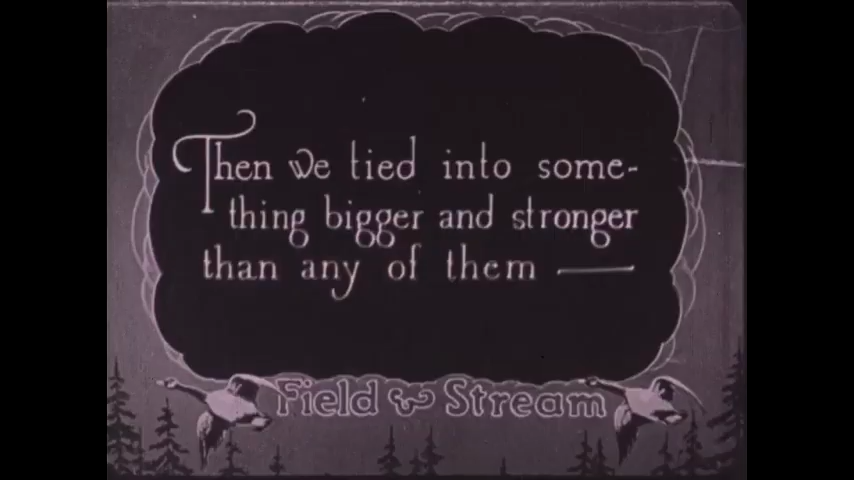 Then we tied into some-
thing bigger and stronger
than any of them —
Field & Stream